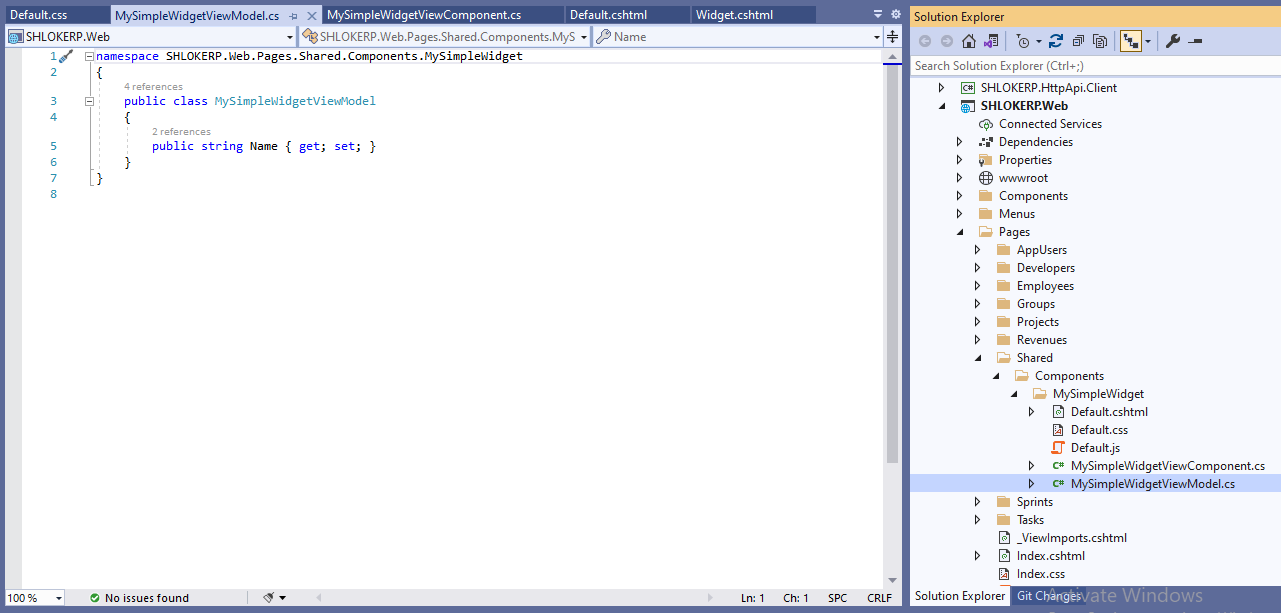 Default.css
MySimpleWidgetViewModel.cs
MySimpleWidgetViewComponent.cs
Default.cshtml
Widget.cshtml
SHLOKERP.Web
SHLOKERP.Web.Pages.Shared.Components.MyS
Name
1 namespace SHLOKERP.Web.Pages.Shared.Components.MySimpleWidget
2 {
4 references
3 public class MySimpleWidgetViewModel
4 {
2 references
5 public string Name { get; set; }
6 }
7 }
8
100 %
No issues found
Ln: 1
Ch: 1
SPC
CRLF
Solution Explorer
Search Solution Explorer (Ctrl+;)
SHLOKERP.HttpApi.Client
SHLOKERP.Web
Connected Services
Dependencies
Properties
wwwroot
Components
Menus
Pages
AppUsers
Developers
Employees
Groups
Projects
Revenues
Shared
Components
MySimpleWidget
Default.cshtml
Default.css
Default.js
C# MySimpleWidgetViewComponent.cs
C# MySimpleWidgetViewModel.cs
Sprints
Tasks
_ViewImports.cshtml
Index.cshtml
Index.css
Solution Explorer
Git Changes
Activate Windows